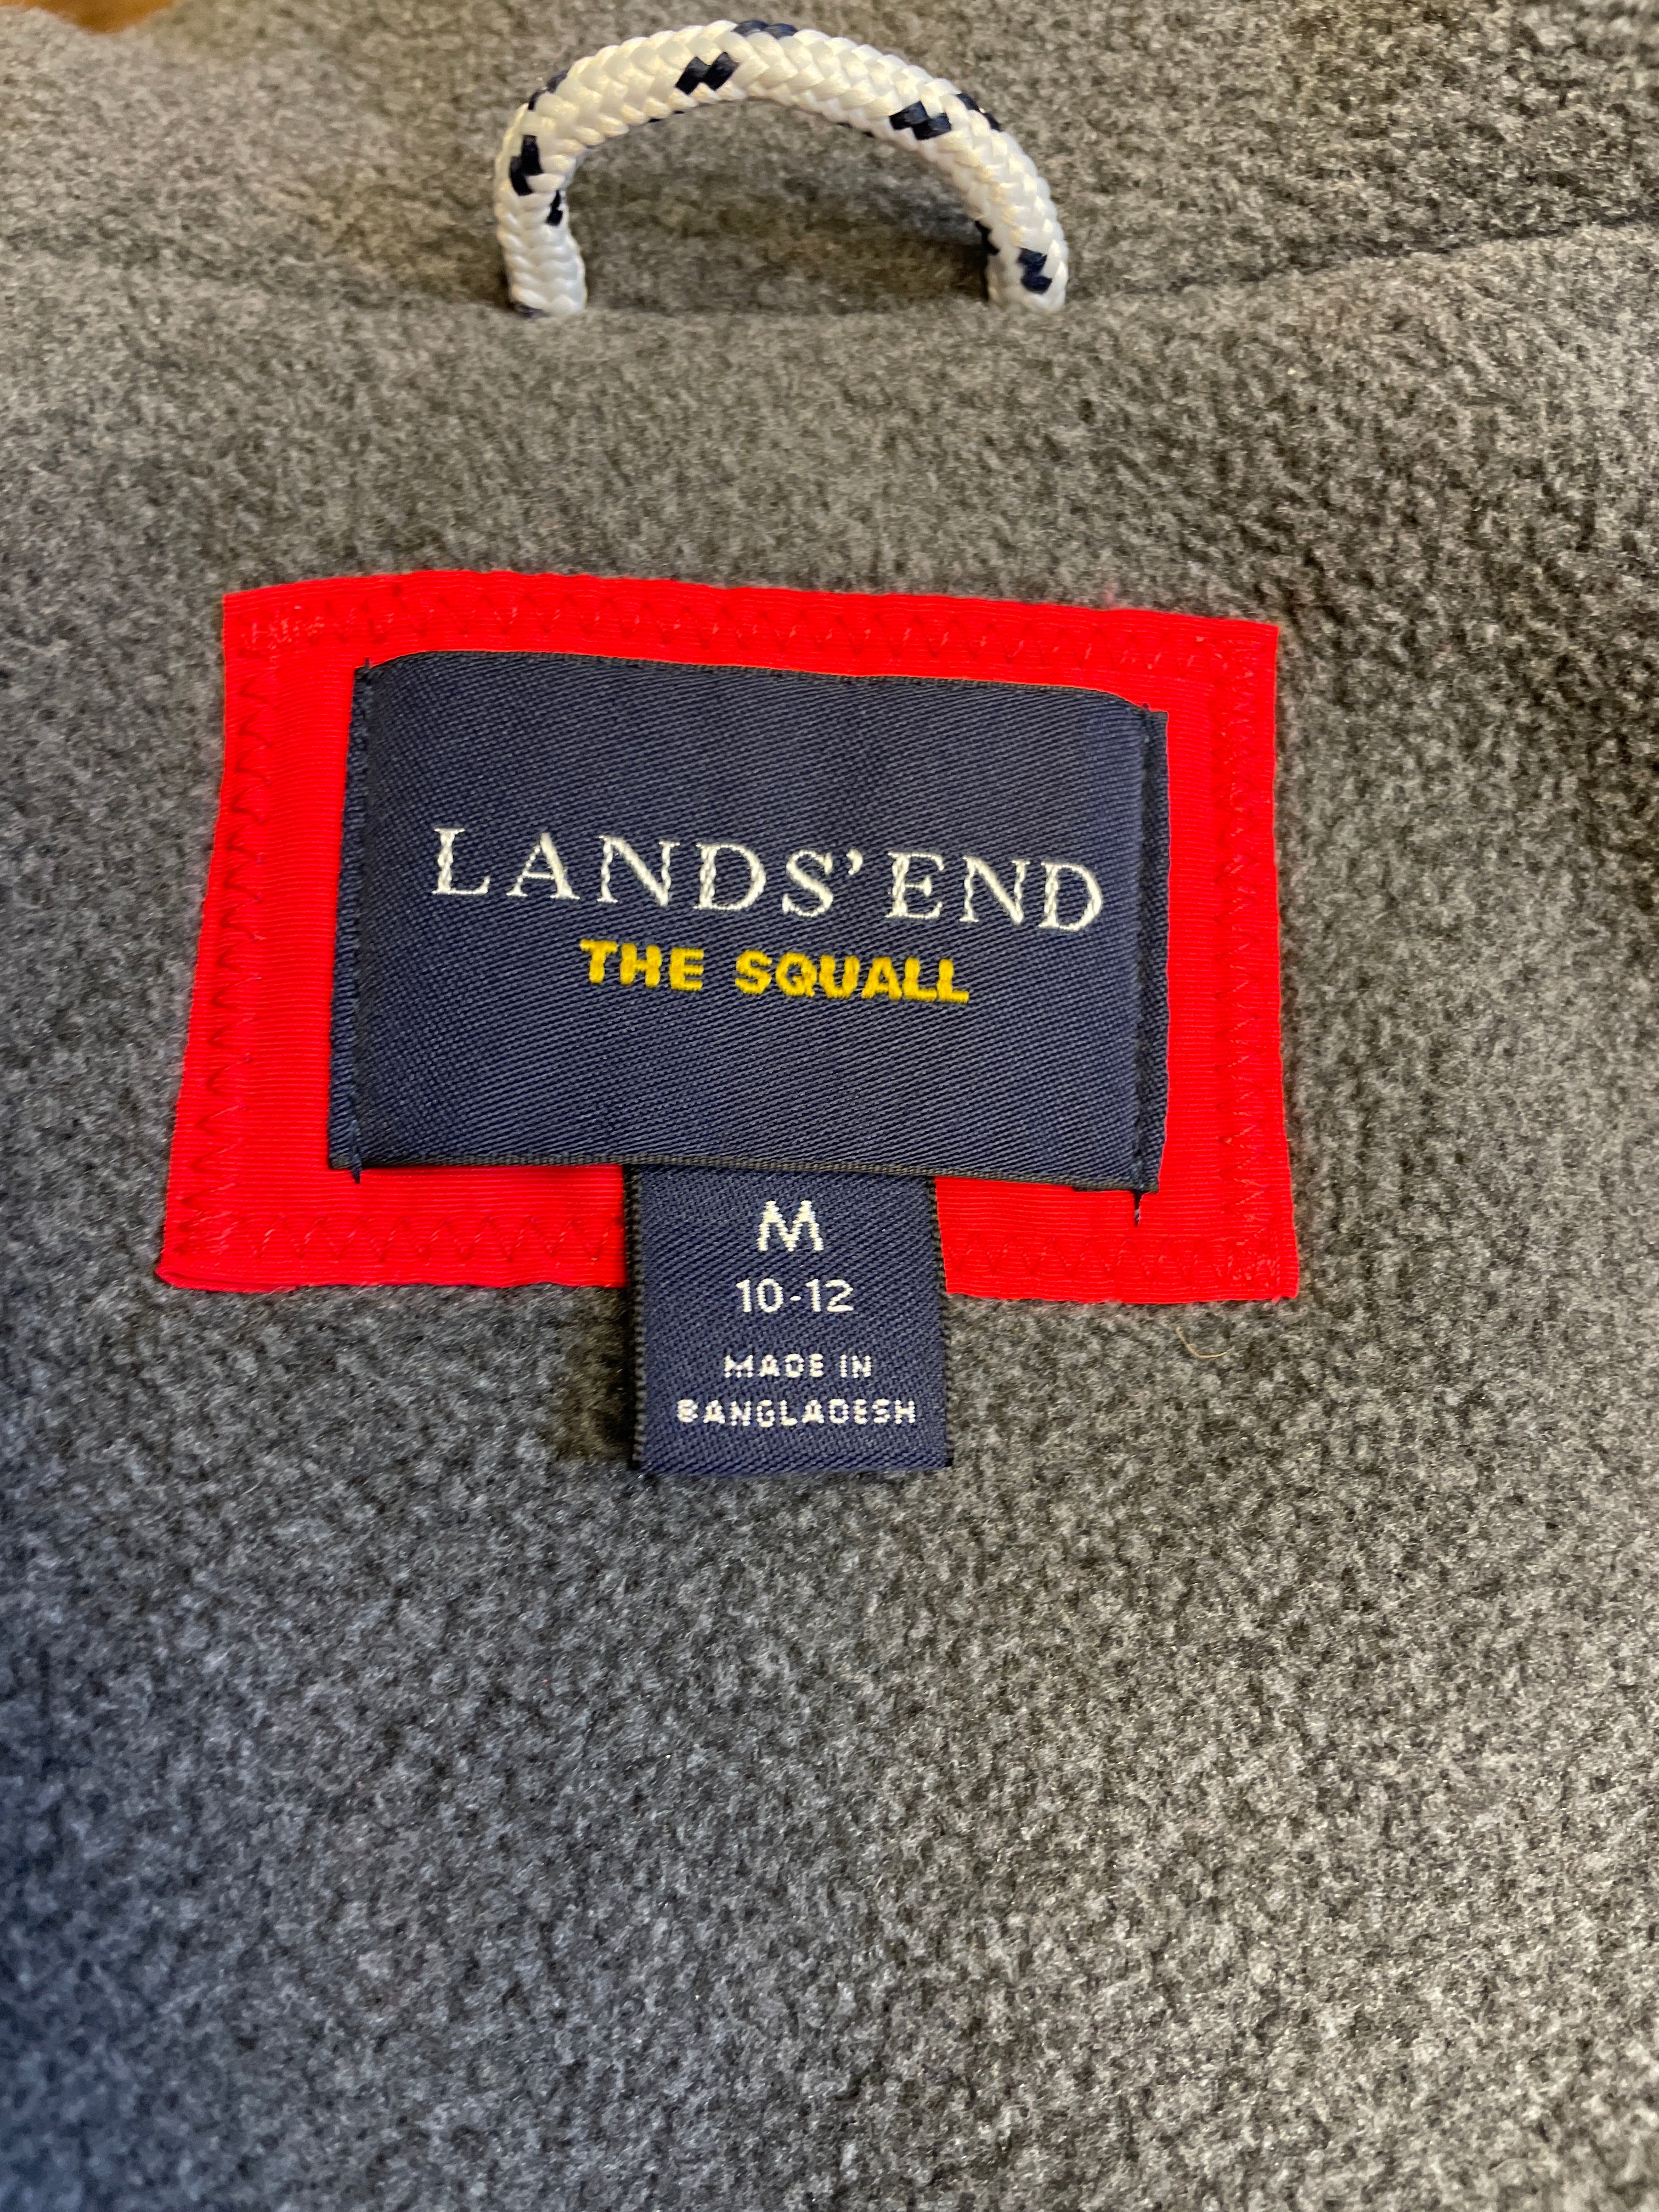 LANDS' END
THE SQUALL
M
10-12
MADE IN
BANGLADESH